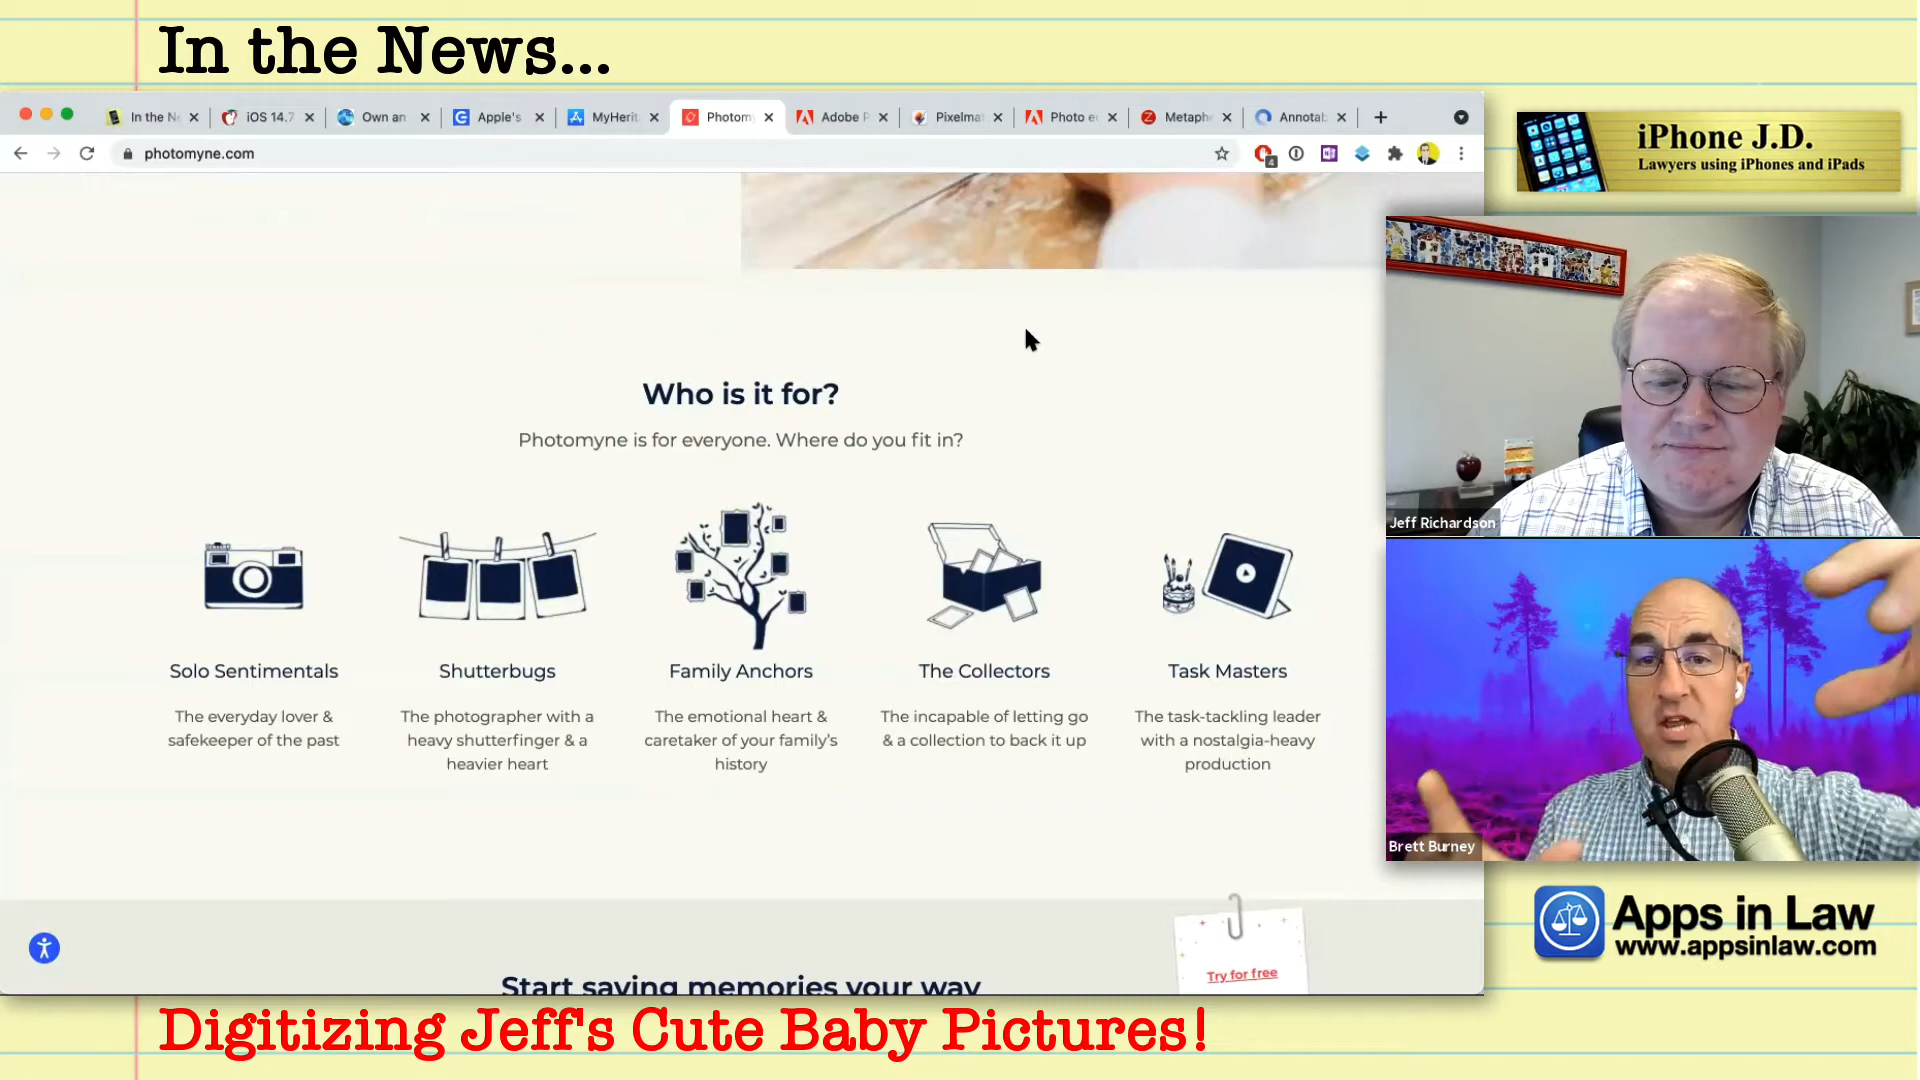 In the News...
In the Ne
iOS 14.7
Own an
Apple's
MyHerit
Photomy
Adobe P
Pixelmat
Photo e
Metaph
Annotab
photomyne.com
4
iPhone J.D.
Lawyers using iPhones and iPads
Who is it for?
Photomyne is for everyone. Where do you fit in?
Solo Sentimentals
The everyday lover &
safekeeper of the past
Shutterbugs
The photographer with a
heavy shutterfinger & a
heavier heart
Family Anchors
The emotional heart &
caretaker of your family's
history
The Collectors
The incapable of letting go
& a collection to back it up
Task Masters
The task-tackling leader
with a nostalgia-heavy
production
Jeff Richardson
Brett Burney
Start saving memories your way
Try for free
Apps in Law
www.appsinlaw.com
Digitizing Jeff's Cute Baby Pictures!